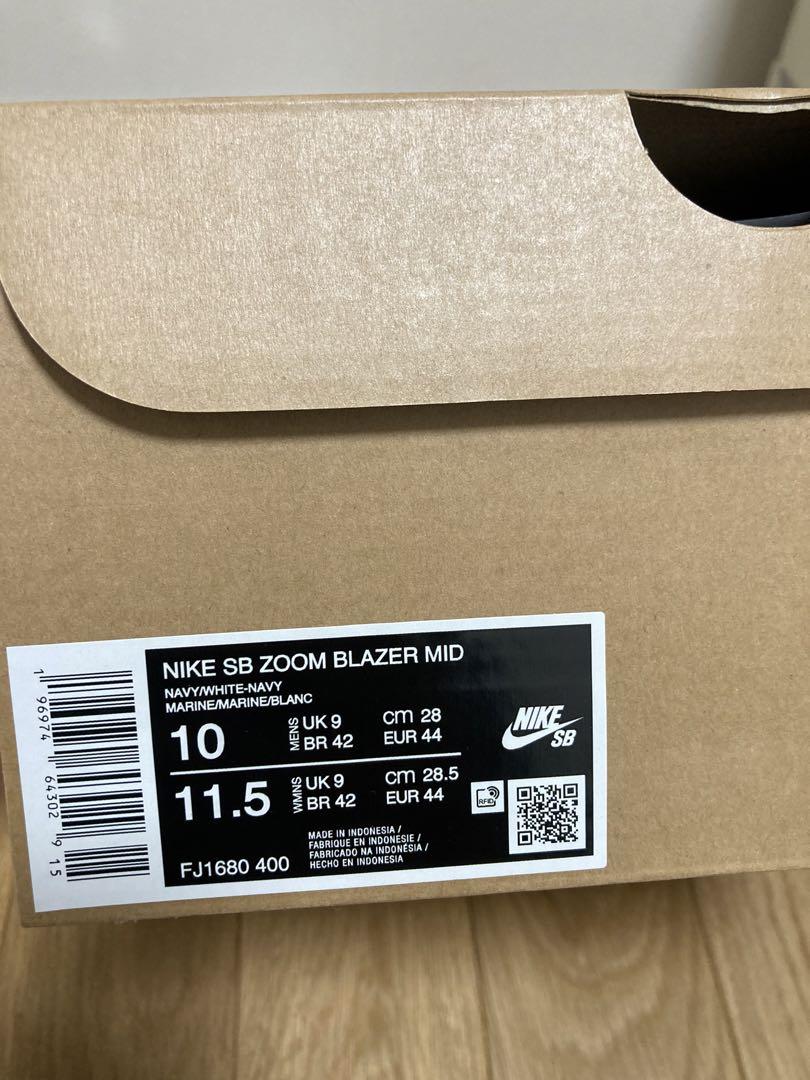 NIKE SB ZOOM BLAZER MID
NAVY/WHITE-NAVY
MARINE/MARINE/BLANC
10 MENS UK 9 cm 28
BR 42 EUR 44
11.5 WMNS UK 9 cm 28.5
BR 42 EUR 44
NIKE
SB
RFID
FJ1680 400
MADE IN INDONESIA /
FABRIQUE EN INDONESIE /
FABRICADO NA INDONÉSIA /
HECHO EN INDONESIA
1 96974 64302 9 15